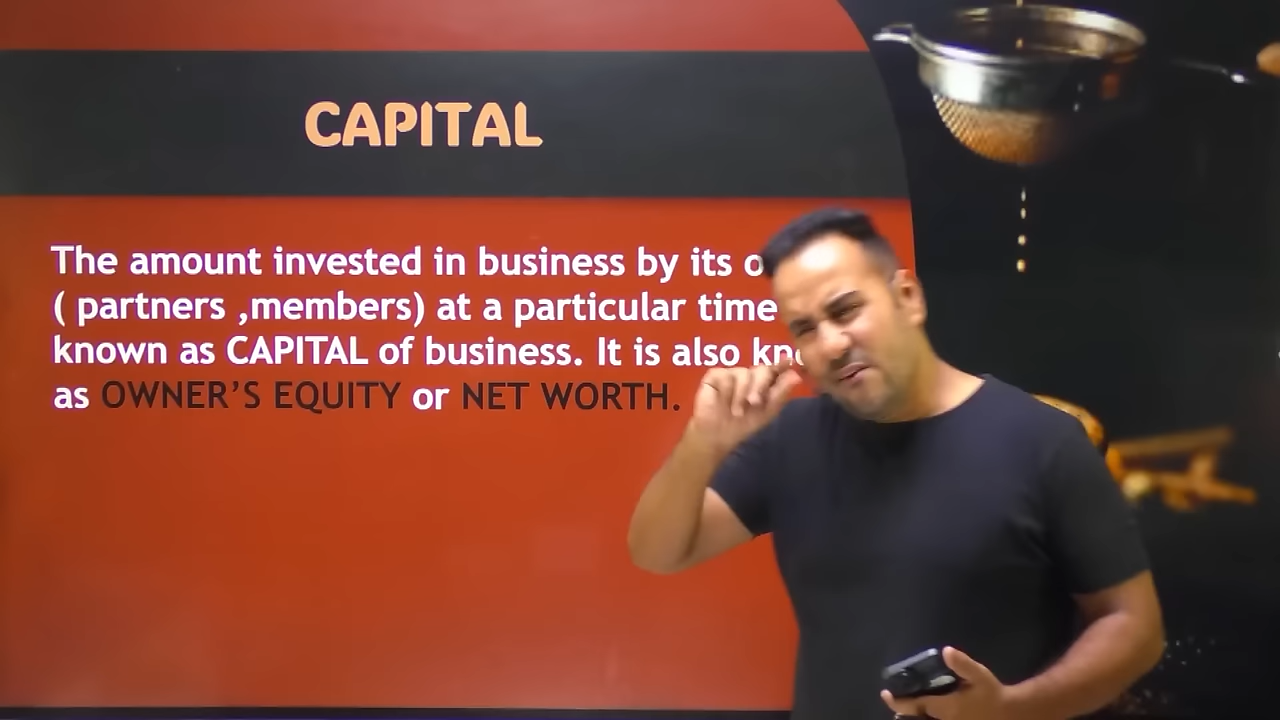 CAPITAL
The amount invested in business by its
( partners ,members) at a particular time
known as CAPITAL of business. It is also
as OWNER’S EQUITY or NET WORTH.